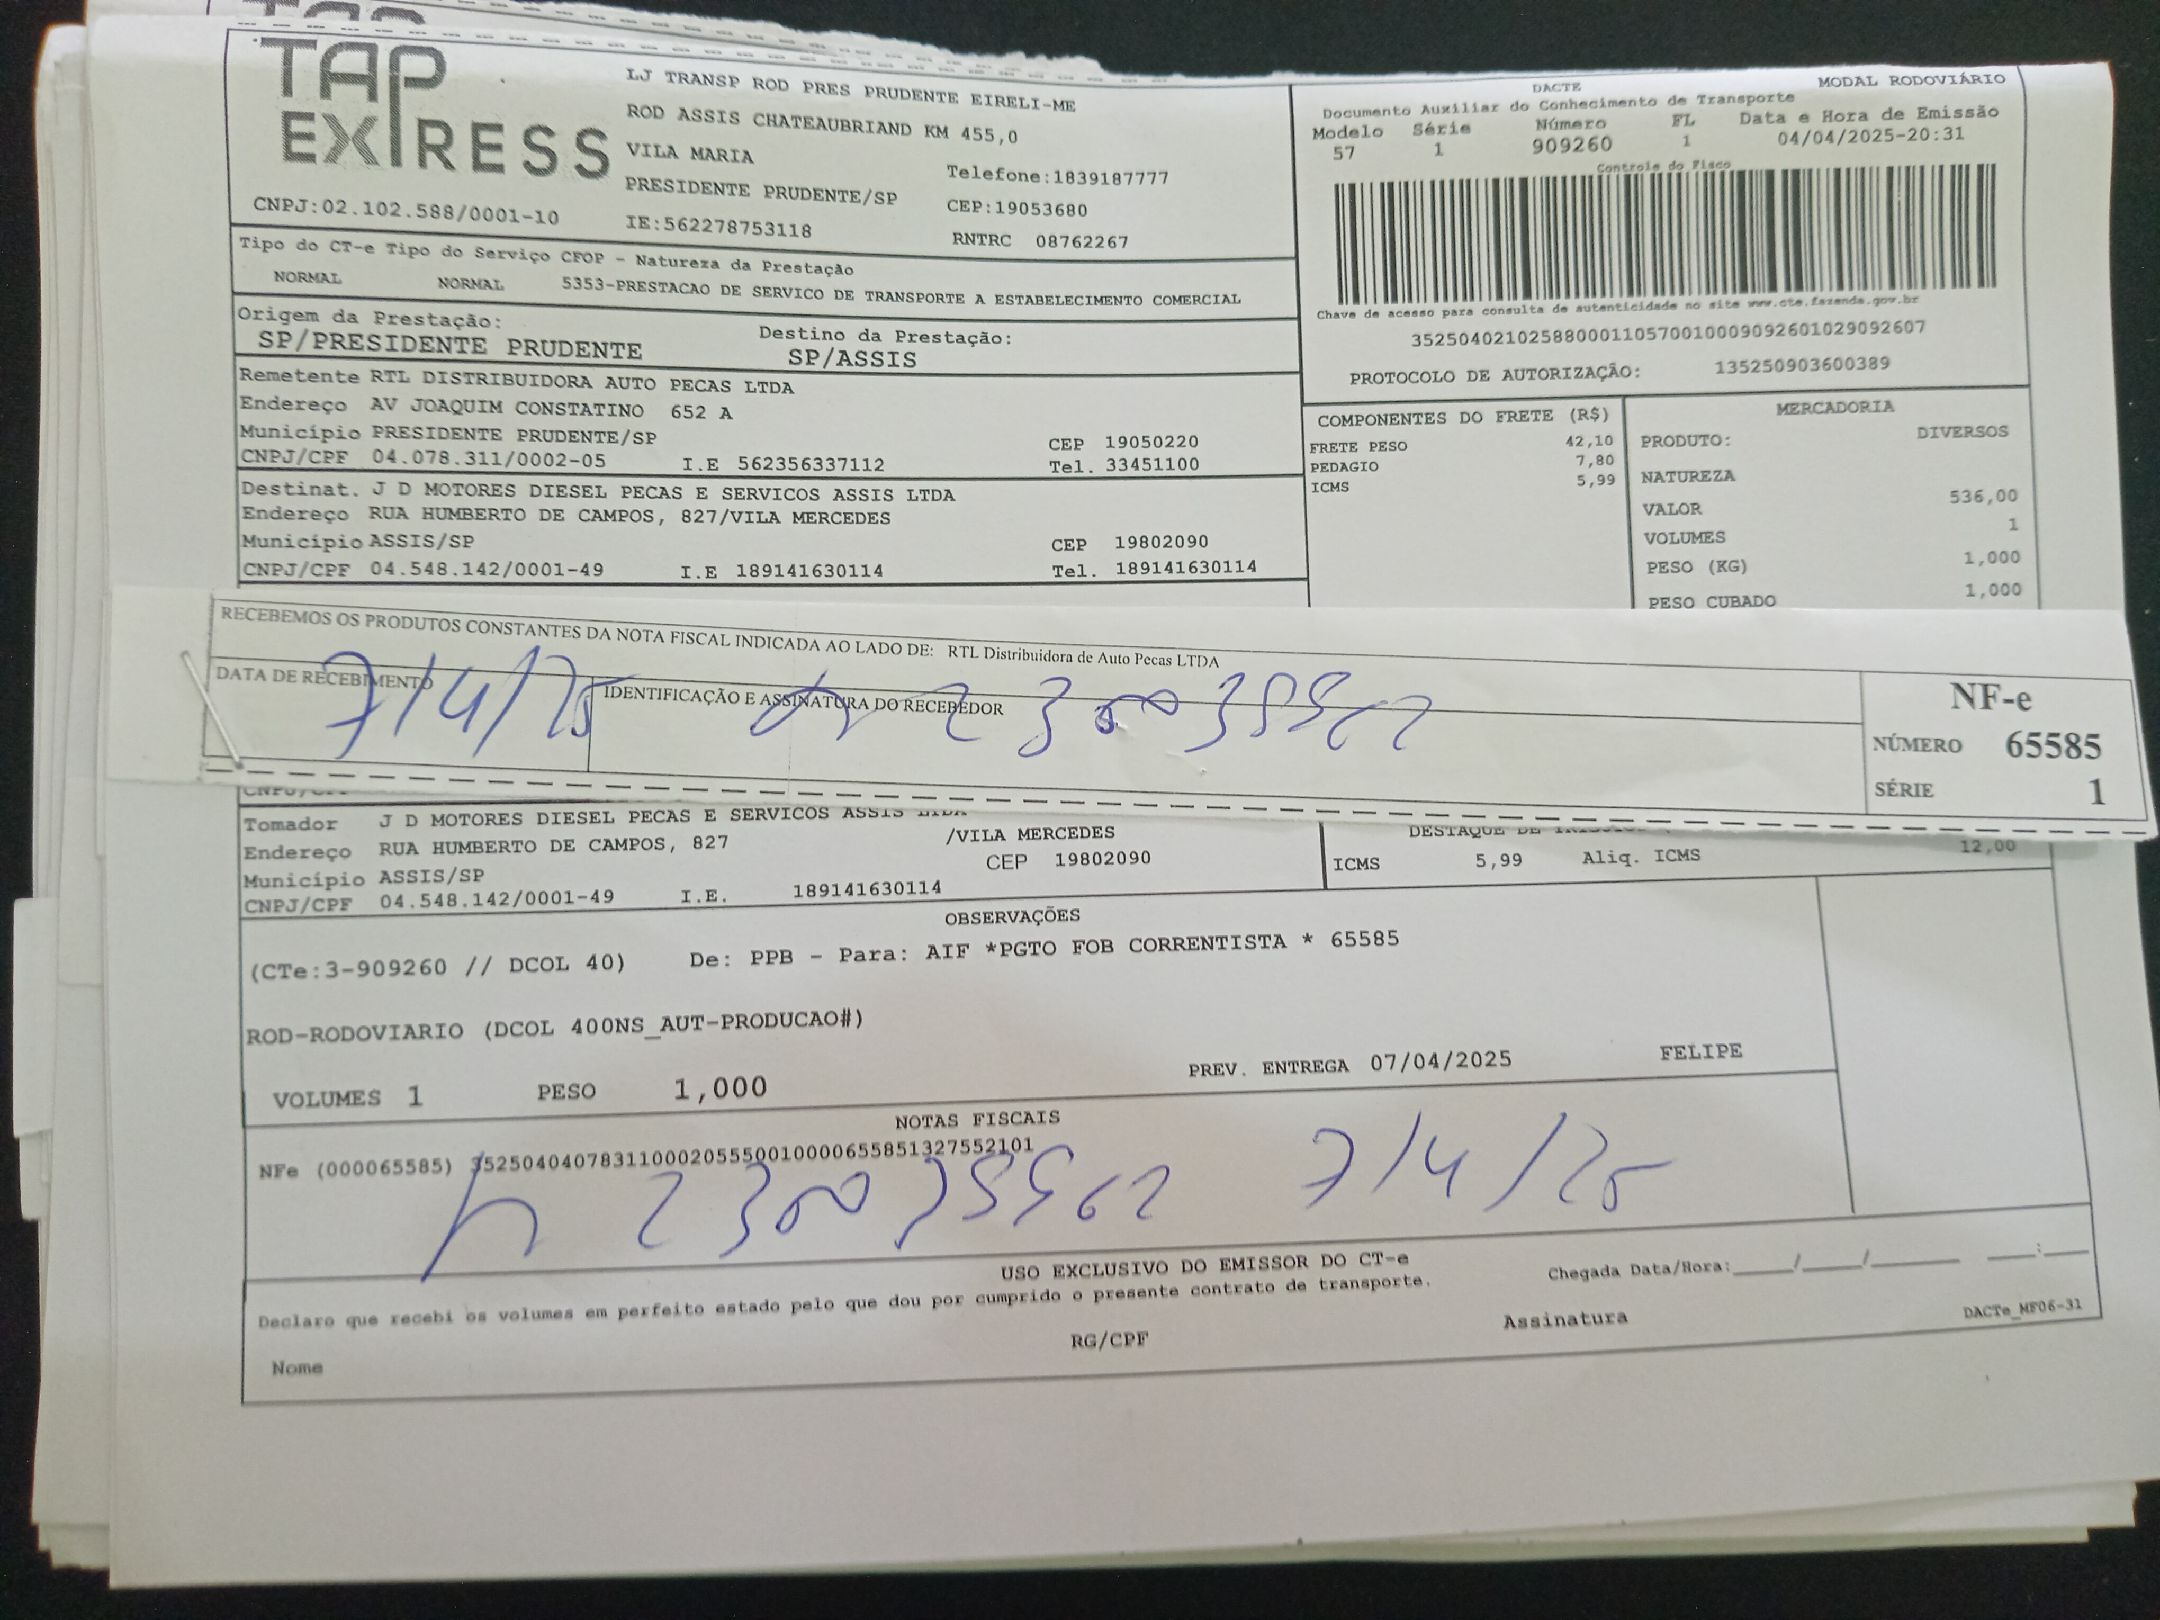 TAP
EXPRESS
CNPJ:02.102.588/0001-10
LJ TRANSP ROD PRES PRUDENTE EIRELI-ME
ROD ASSIS CHATEAUBRIAND KM 455,0
VILA MARIA
Telefone:1839187777
PRESIDENTE PRUDENTE/SP
CEP:19053680
IE:562278753118
RNTRC 08762267
DACTE
MODAL RODOVIÁRIO
Documento Auxiliar do Conhecimento de Transporte
Modelo Série Número FL Data e Hora de Emissão
57 1 909260 1 04/04/2025-20:31
Controle do Fisco
Chave de acesso para consulta de autenticidade no site www.cte.fazenda.gov.br
35250402102588000110570010009092601029092607
PROTOCOLO DE AUTORIZAÇÃO: 135250903600389
Tipo do CT-e Tipo do Serviço CFOP - Natureza da Prestação
NORMAL NORMAL 5353-PRESTACAO DE SERVICO DE TRANSPORTE A ESTABELECIMENTO COMERCIAL
Origem da Prestação: Destino da Prestação:
SP/PRESIDENTE PRUDENTE SP/ASSIS
Remetente RTL DISTRIBUIDORA AUTO PECAS LTDA
Endereço AV JOAQUIM CONSTATINO 652 A
Município PRESIDENTE PRUDENTE/SP CEP 19050220
CNPJ/CPF 04.078.311/0002-05 I.E 562356337112 Tel. 33451100
Destinat. J D MOTORES DIESEL PECAS E SERVICOS ASSIS LTDA
Endereço RUA HUMBERTO DE CAMPOS, 827/VILA MERCEDES
Município ASSIS/SP CEP 19802090
CNPJ/CPF 04.548.142/0001-49 I.E 189141630114 Tel. 189141630114
COMPONENTES DO FRETE (R$)
FRETE PESO 42,10
PEDAGIO 7,80
ICMS 5,99
MERCADORIA
PRODUTO: DIVERSOS
NATUREZA
VALOR 536,00
VOLUMES 1
PESO (KG) 1,000
PESO CUBADO 1,000
RECEBEMOS OS PRODUTOS CONSTANTES DA NOTA FISCAL INDICADA AO LADO DE: RTL Distribuidora de Auto Pecas LTDA
DATA DE RECEBIMENTO IDENTIFICAÇÃO E ASSINATURA DO RECEBEDOR
7/4/25
NF-e
NÚMERO 65585
SÉRIE 1
CNPJ/CPF
Tomador J D MOTORES DIESEL PECAS E SERVICOS ASSIS LTDA
Endereço RUA HUMBERTO DE CAMPOS, 827 /VILA MERCEDES
Município ASSIS/SP CEP 19802090
CNPJ/CPF 04.548.142/0001-49 I.E. 189141630114
DESTAQUE DE
ICMS 5,99 Aliq. ICMS 12,00
OBSERVAÇÕES
(CTe:3-909260 // DCOL 40) De: PPB - Para: AIF *PGTO FOB CORRENTISTA * 65585
ROD-RODOVIARIO (DCOL 400NS_AUT-PRODUCAO#)
VOLUMES 1 PESO 1,000 PREV. ENTREGA 07/04/2025 FELIPE
NOTAS FISCAIS
NFe (000065585) 35250404078311000205550010000655851327552101
7/4/25
USO EXCLUSIVO DO EMISSOR DO CT-e
Declaro que recebi os volumes em perfeito estado pelo que dou por cumprido o presente contrato de transporte.
Chegada Data/Hora:____/____/______ ___:___
Nome RG/CPF Assinatura DACTe_MF06-31